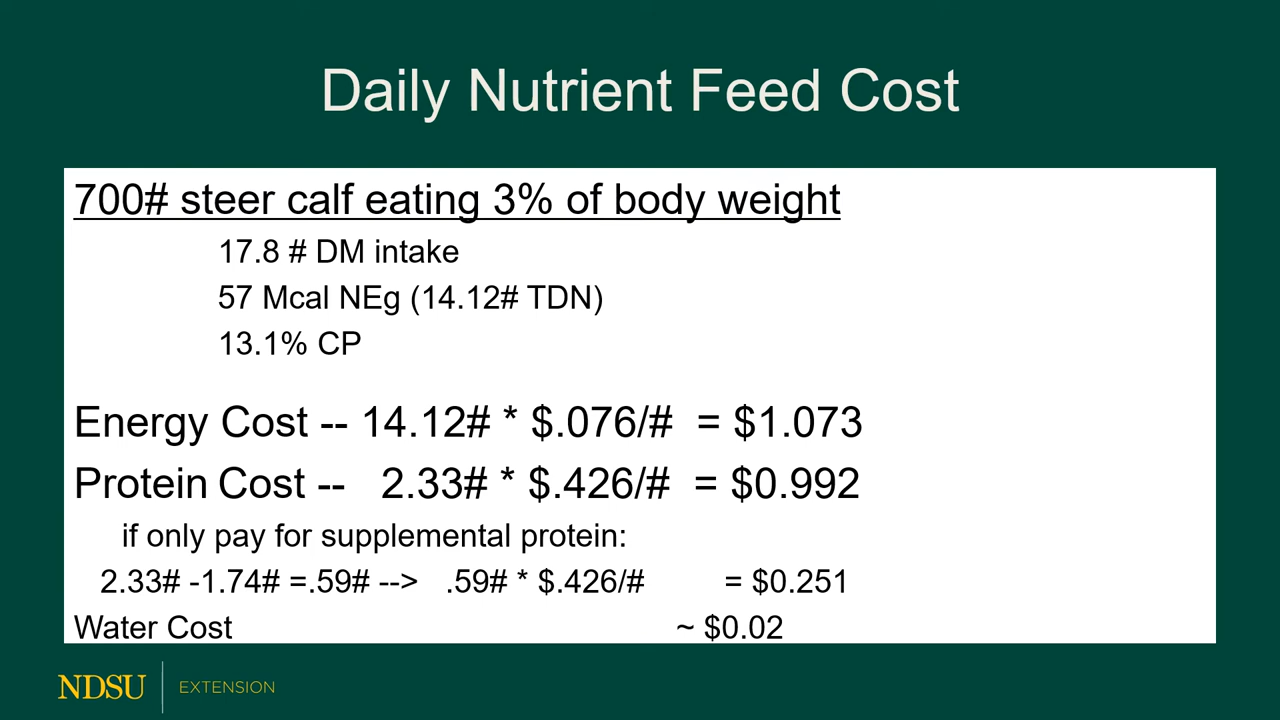 Daily Nutrient Feed Cost
700# steer calf eating 3% of body weight
17.8 # DM intake
57 Mcal NEg (14.12# TDN)
13.1% CP
Energy Cost -- 14.12# * $.076/# = $1.073
Protein Cost -- 2.33# * $.426/# = $0.992
if only pay for supplemental protein:
2.33# -1.74# =.59# --> .59# * $.426/# = $0.251
Water Cost ~ $0.02
NDSU EXTENSION